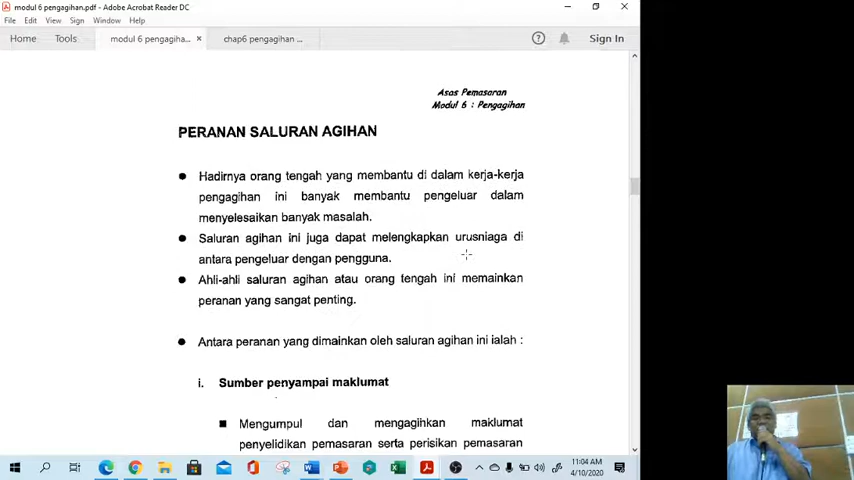 modul 6 pengagihan.pdf - Adobe Acrobat Reader DC
File Edit View Sign Window Help
Home Tools modul 6 pengagiha... × chap6 pengagihan ... Sign In
Asas Pemasaran
Modul 6 : Pengagihan
PERANAN SALURAN AGIHAN
● Hadirnya orang tengah yang membantu di dalam kerja-kerja
pengagihan ini banyak membantu pengeluar dalam
menyelesaikan banyak masalah.
● Saluran agihan ini juga dapat melengkapkan urusniaga di
antara pengeluar dengan pengguna.
● Ahli-ahli saluran agihan atau orang tengah ini memainkan
peranan yang sangat penting.
● Antara peranan yang dimainkan oleh saluran agihan ini ialah :
i. Sumber penyampai maklumat
■ Mengumpul dan mengagihkan maklumat
penyelidikan pemasaran serta perisikan pemasaran
11:04 AM
4/10/2020